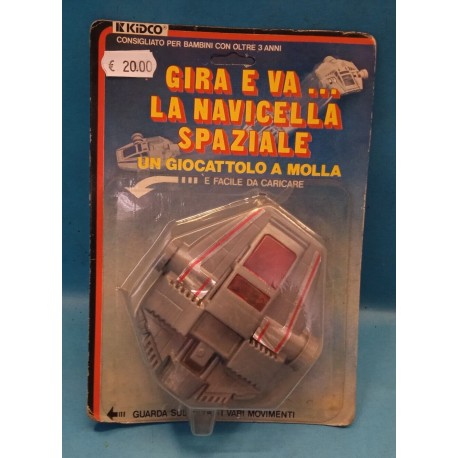 KIDCO®
CONSIGLIATO PER BAMBINI CON OLTRE 3 ANNI
€ 20.00
GIRA E VA...
LA NAVICELLA
SPAZIALE
UN GIOCATTOLO A MOLLA
E FACILE DA CARICARE
GUARDA SUL I VARI MOVIMENTI